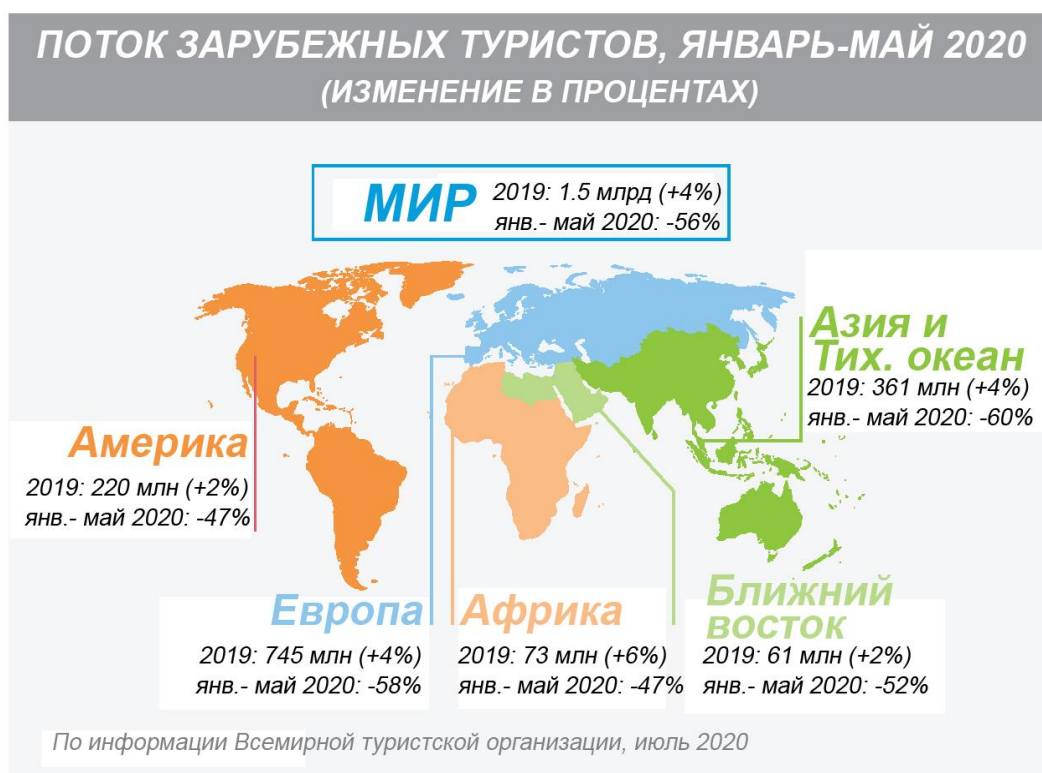 ПОТОК ЗАРУБЕЖНЫХ ТУРИСТОВ, ЯНВАРЬ-МАЙ 2020
(ИЗМЕНЕНИЕ В ПРОЦЕНТАХ)
МИР
2019: 1.5 млрд (+4%)
янв.- май 2020: -56%
Азия и
Тих. океан
2019: 361 млн (+4%)
янв.- май 2020: -60%
Америка
2019: 220 млн (+2%)
янв.- май 2020: -47%
Европа
2019: 745 млн (+4%)
янв.- май 2020: -58%
Африка
2019: 73 млн (+6%)
янв.- май 2020: -47%
Ближний
восток
2019: 61 млн (+2%)
янв.- май 2020: -52%
По информации Всемирной туристской организации, июль 2020